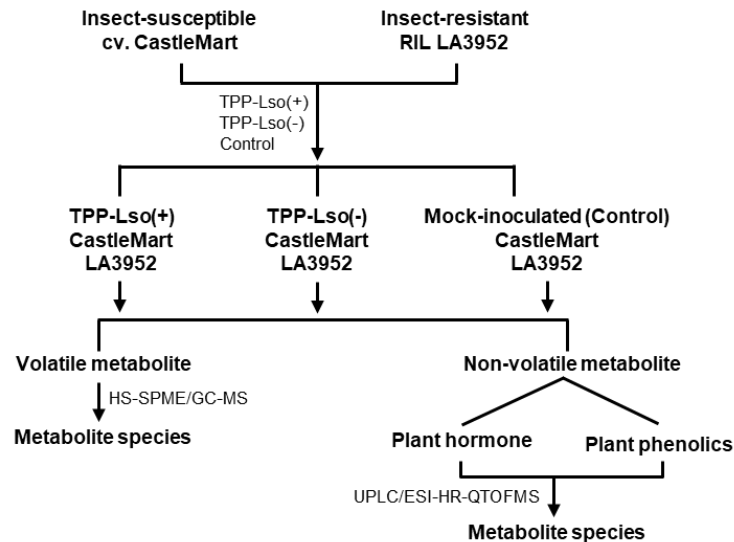 Insect-susceptible
cv. CastleMart
Insect-resistant
RIL LA3952
TPP-Lso(+)
TPP-Lso(-)
Control
TPP-Lso(+)
CastleMart
LA3952
TPP-Lso(-)
CastleMart
LA3952
Mock-inoculated (Control)
CastleMart
LA3952
Volatile metabolite
HS-SPME/GC-MS
Metabolite species
Non-volatile metabolite
Plant hormone
Plant phenolics
UPLC/ESI-HR-QTOFMS
Metabolite species